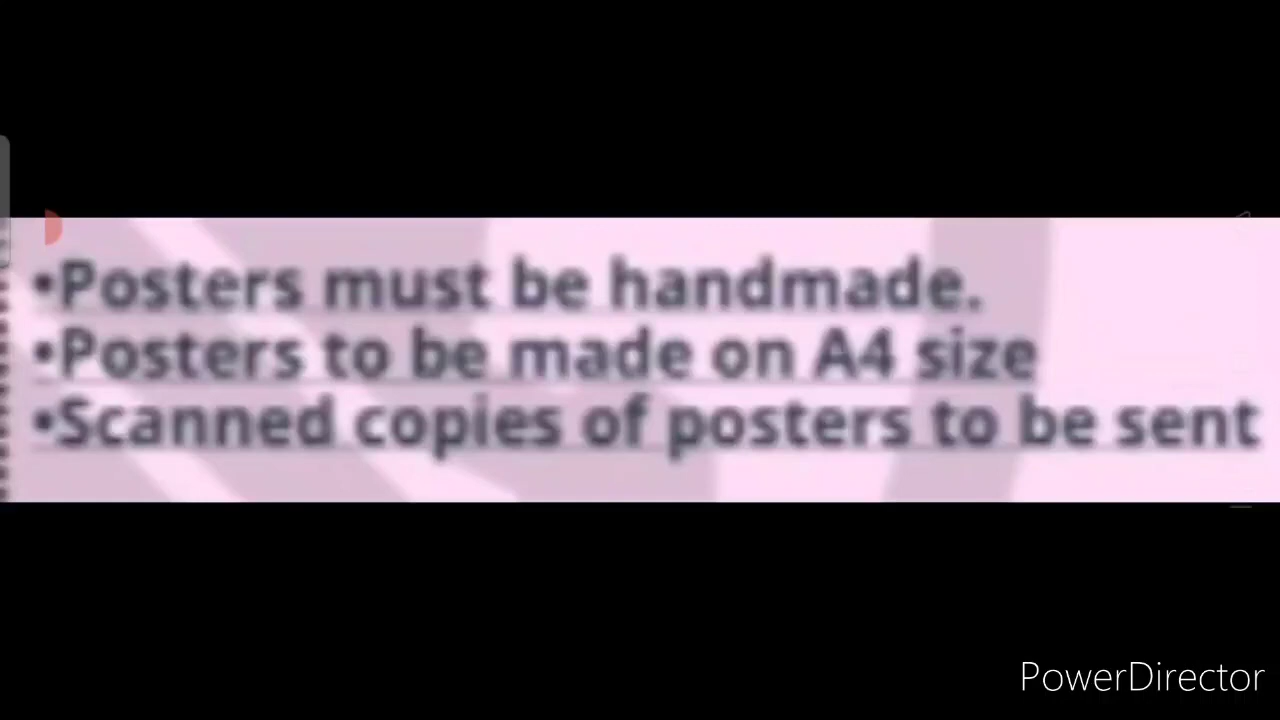 •Posters must be handmade.
•Posters to be made on A4 size
•Scanned copies of posters to be sent
PowerDirector